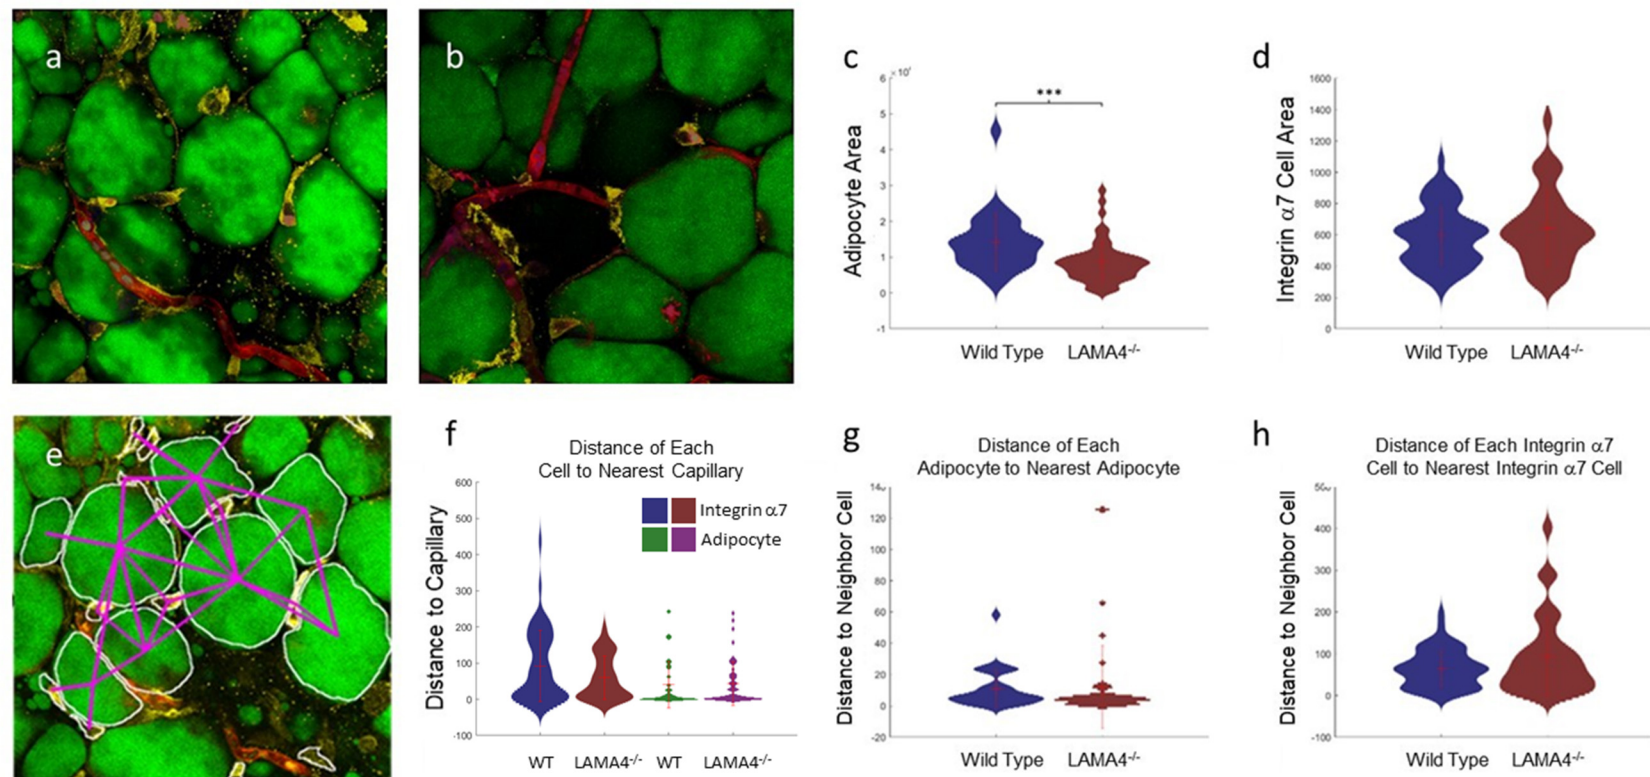 a
b
c
×10⁴
6
5
4
3
2
1
0
-1
Adipocyte Area
***
Wild Type LAMA4-/-
d
1600
1400
1200
1000
800
600
400
200
0
Integrin α7 Cell Area
Wild Type LAMA4-/-
e
f
Distance of Each
Cell to Nearest Capillary
600
500
400
300
200
100
0
-100
Distance to Capillary
Integrin α7
Adipocyte
WT LAMA4-/- WT LAMA4-/-
g
Distance of Each
Adipocyte to Nearest Adipocyte
120
100
80
60
40
20
0
-20
Distance to Neighbor Cell
Wild Type LAMA4-/-
h
Distance of Each Integrin α7
Cell to Nearest Integrin α7 Cell
400
300
200
100
0
-100
Distance to Neighbor Cell
Wild Type LAMA4-/-